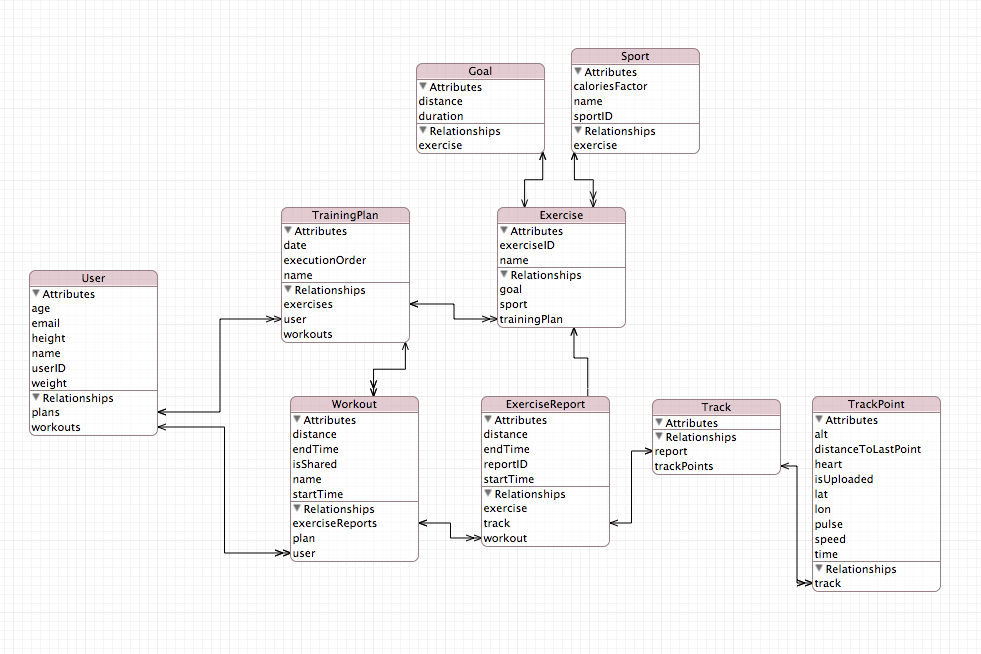 Goal
Attributes
distance
duration
Relationships
exercise
Sport
Attributes
caloriesFactor
name
sportID
Relationships
exercise
TrainingPlan
Attributes
date
executionOrder
name
Relationships
exercises
user
workouts
Exercise
Attributes
exerciseID
name
Relationships
goal
sport
trainingPlan
User
Attributes
age
email
height
name
userID
weight
Relationships
plans
workouts
Workout
Attributes
distance
endTime
isShared
name
startTime
Relationships
exerciseReports
plan
user
ExerciseReport
Attributes
distance
endTime
reportID
startTime
Relationships
exercise
track
workout
Track
Attributes
Relationships
report
trackPoints
TrackPoint
Attributes
alt
distanceToLastPoint
heart
isUploaded
lat
lon
pulse
speed
time
Relationships
track